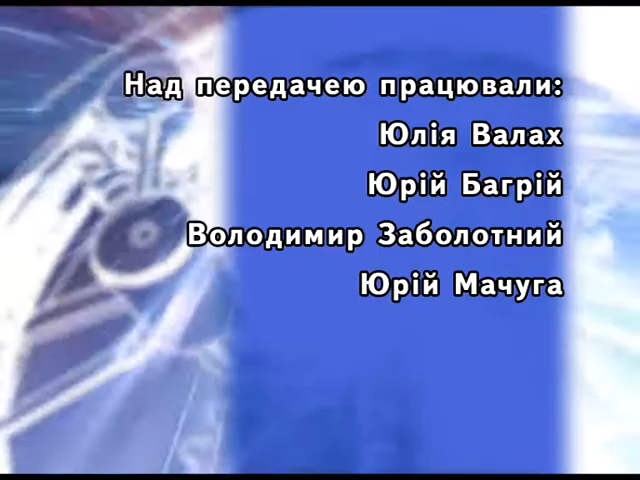 Над передачею працювали:
Юлія Валах
Юрій Багрій
Володимир Заболотний
Юрій Мачуга